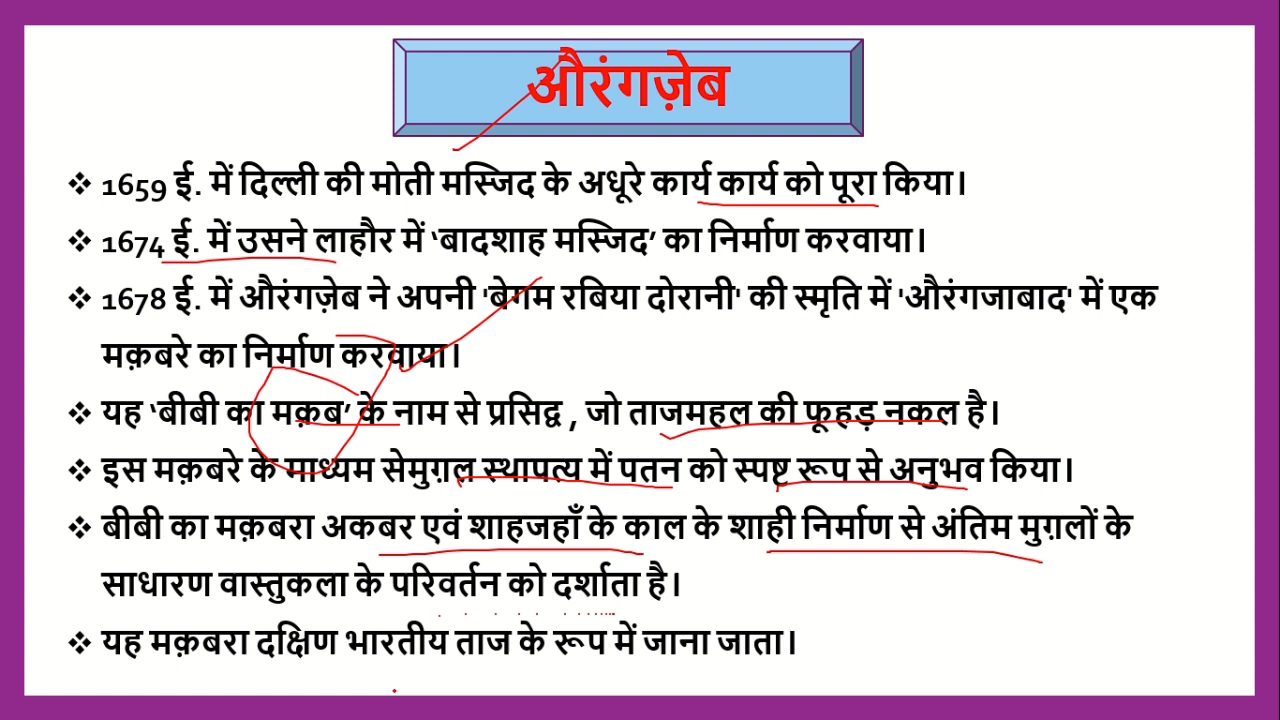 औरंगज़ेब
❖ 1659 ई. में दिल्ली की मोती मस्जिद के अधूरे कार्य कार्य को पूरा किया।
❖ 1674 ई. में उसने लाहौर में ‘बादशाह मस्जिद’ का निर्माण करवाया।
❖ 1678 ई. में औरंगज़ेब ने अपनी 'बेगम रबिया दोरानी' की स्मृति में 'औरंगजाबाद' में एक
मक़बरे का निर्माण करवाया।
❖ यह ‘बीबी का मक़ब’ के नाम से प्रसिद्व , जो ताजमहल की फूहड़ नकल है।
❖ इस मक़बरे के माध्यम सेमुग़ल स्थापत्य में पतन को स्पष्ट रूप से अनुभव किया।
❖ बीबी का मक़बरा अकबर एवं शाहजहाँ के काल के शाही निर्माण से अंतिम मुग़लों के
साधारण वास्तुकला के परिवर्तन को दर्शाता है।
❖ यह मक़बरा दक्षिण भारतीय ताज के रूप में जाना जाता।